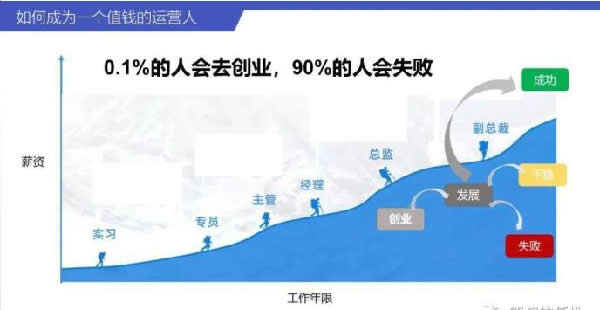 如何成为一个值钱的运营人
0.1%的人会去创业，90%的人会失败
成功
副总裁
薪资
总监
平稳
经理
发展
主管
创业
专员
实习
失败
工作年限